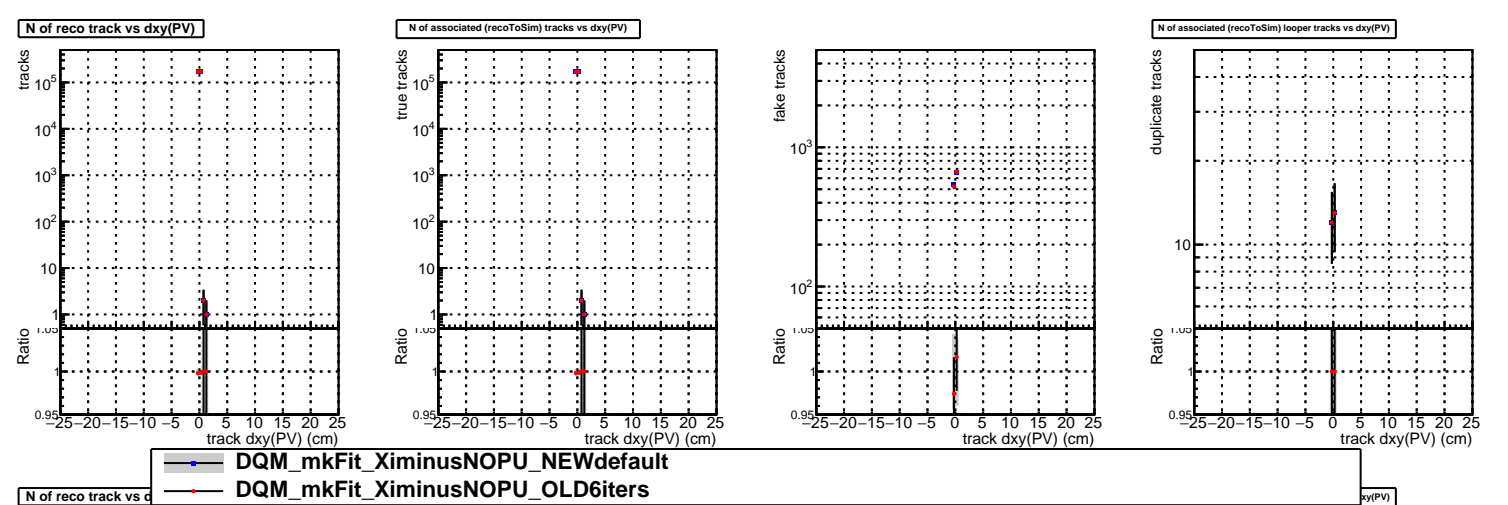 N of reco track vs dxy(PV)
N of associated (recoToSim) tracks vs dxy(PV)
N of associated (recoToSim) looper tracks vs dxy(PV)
tracks
10^5
10^4
10^3
10^2
10
1
Ratio
1.05
1
0.95
−25 −20 −15 −10 −5 0 5 10 15 20 25
track dxy(PV) (cm)
true tracks
10^5
10^4
10^3
10^2
10
1
Ratio
1.05
1
0.95
−25 −20 −15 −10 −5 0 5 10 15 20 25
track dxy(PV) (cm)
fake tracks
10^3
10^2
Ratio
1.05
1
0.95
−25 −20 −15 −10 −5 0 5 10 15 20 25
track dxy(PV) (cm)
duplicate tracks
10
Ratio
1.05
1
0.95
−25 −20 −15 −10 −5 0 5 10 15 20 25
track dxy(PV) (cm)
DQM_mkFit_XiminusNOPU_NEWdefault
DQM_mkFit_XiminusNOPU_OLD6iters
N of reco track vs d
xy(PV)